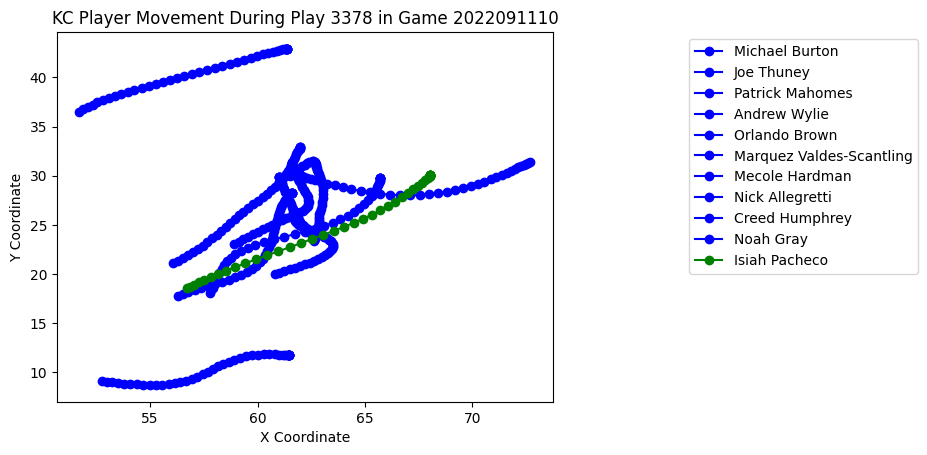 KC Player Movement During Play 3378 in Game 2022091110
40
35
30
25
20
15
10
Y Coordinate
55 60 65 70
X Coordinate
Michael Burton
Joe Thuney
Patrick Mahomes
Andrew Wylie
Orlando Brown
Marquez Valdes-Scantling
Mecole Hardman
Nick Allegretti
Creed Humphrey
Noah Gray
Isiah Pacheco